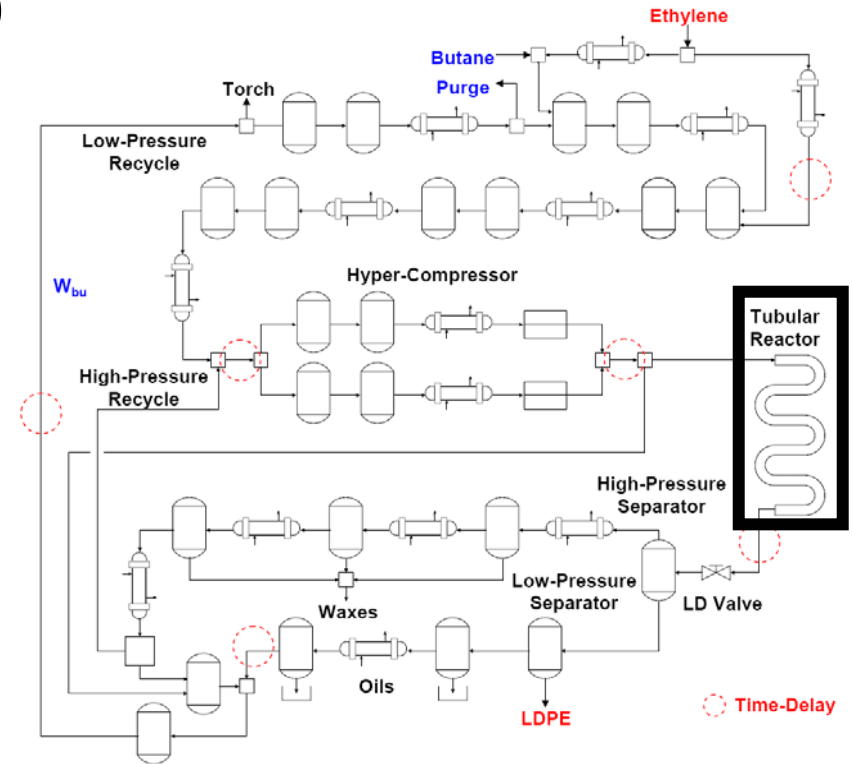 )
Ethylene
Butane
Purge
Torch
Low-Pressure
Recycle
W_bu
Hyper-Compressor
Tubular
Reactor
High-Pressure
Recycle
High-Pressure
Separator
Low-Pressure
Separator
LD Valve
Waxes
Oils
LDPE
Time-Delay